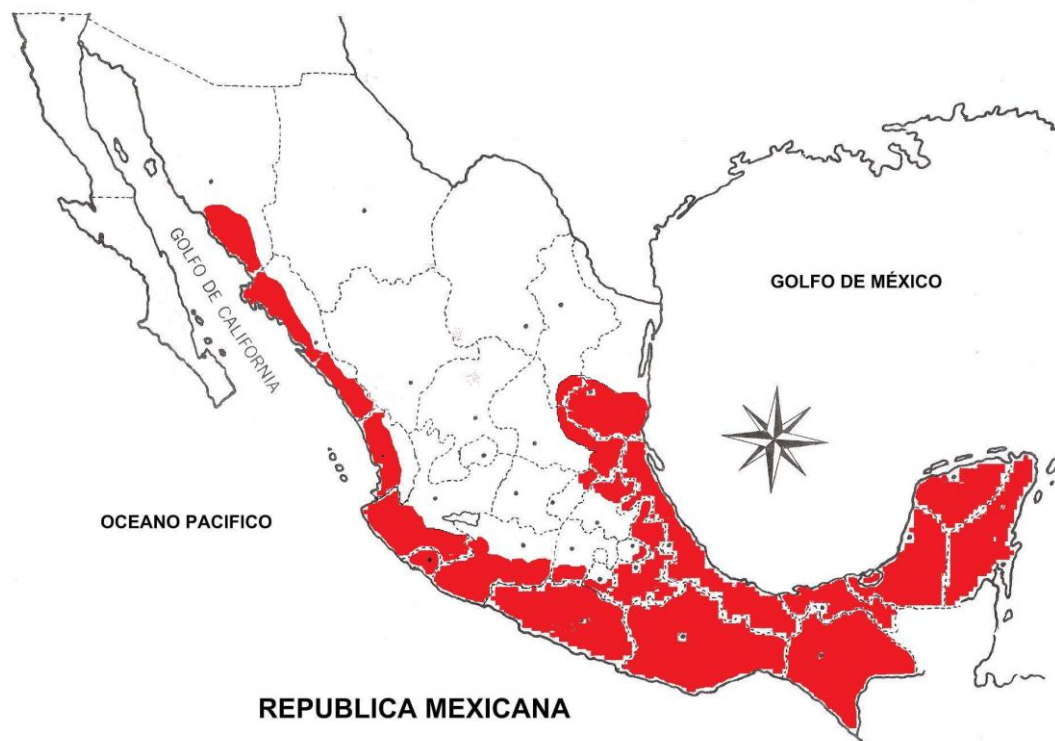 GOLFO DE CALIFORNIA
GOLFO DE MÉXICO
OCEANO PACIFICO
REPUBLICA MEXICANA